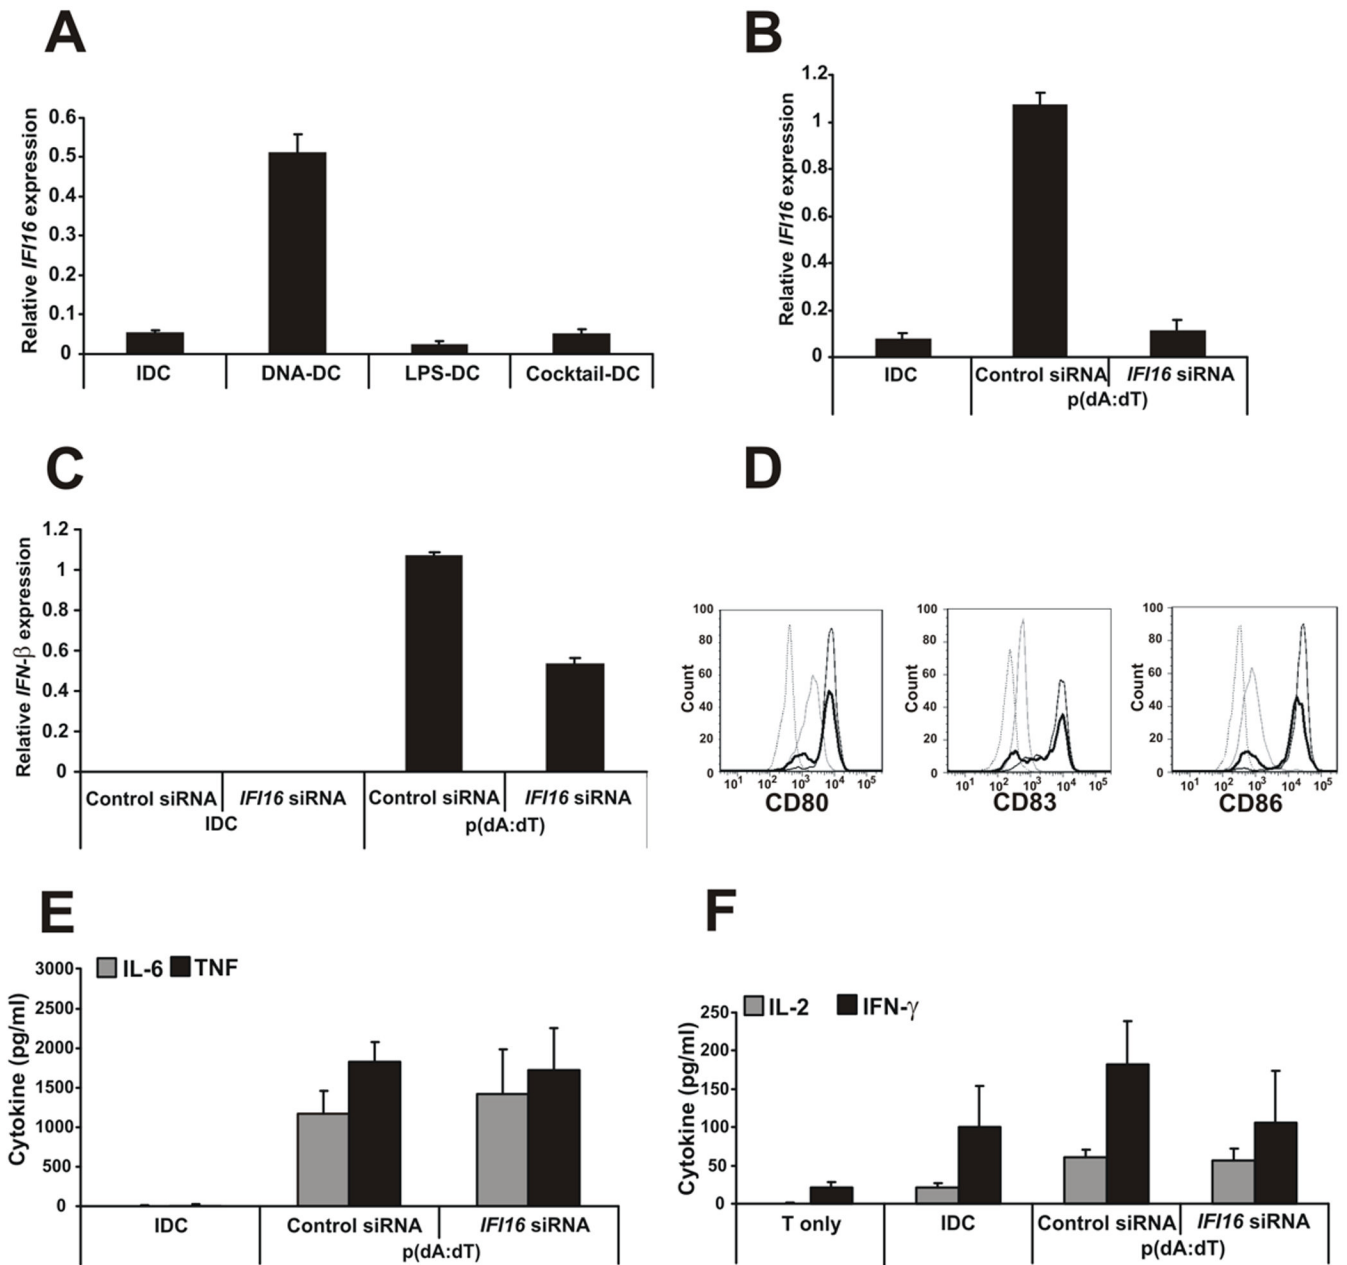 A
Relative IFI16 expression
0.6
0.5
0.4
0.3
0.2
0.1
0
IDC DNA-DC LPS-DC Cocktail-DC
B
Relative IFI16 expression
1.2
1
0.8
0.6
0.4
0.2
0
IDC Control siRNA IFI16 siRNA
p(dA:dT)
C
Relative IFN-β expression
1.2
1
0.8
0.6
0.4
0.2
0
Control siRNA IFI16 siRNA Control siRNA IFI16 siRNA
IDC p(dA:dT)
D
Count
100
80
60
40
20
0
10¹ 10² 10³ 10⁴ 10⁵
CD80
Count
100
80
60
40
20
0
10¹ 10² 10³ 10⁴ 10⁵
CD83
Count
100
80
60
40
20
0
10¹ 10² 10³ 10⁴ 10⁵
CD86
E
IL-6 TNF
Cytokine (pg/ml)
3000
2500
2000
1500
1000
500
0
IDC Control siRNA IFI16 siRNA
p(dA:dT)
F
IL-2 IFN-γ
Cytokine (pg/ml)
250
200
150
100
50
0
T only IDC Control siRNA IFI16 siRNA
p(dA:dT)